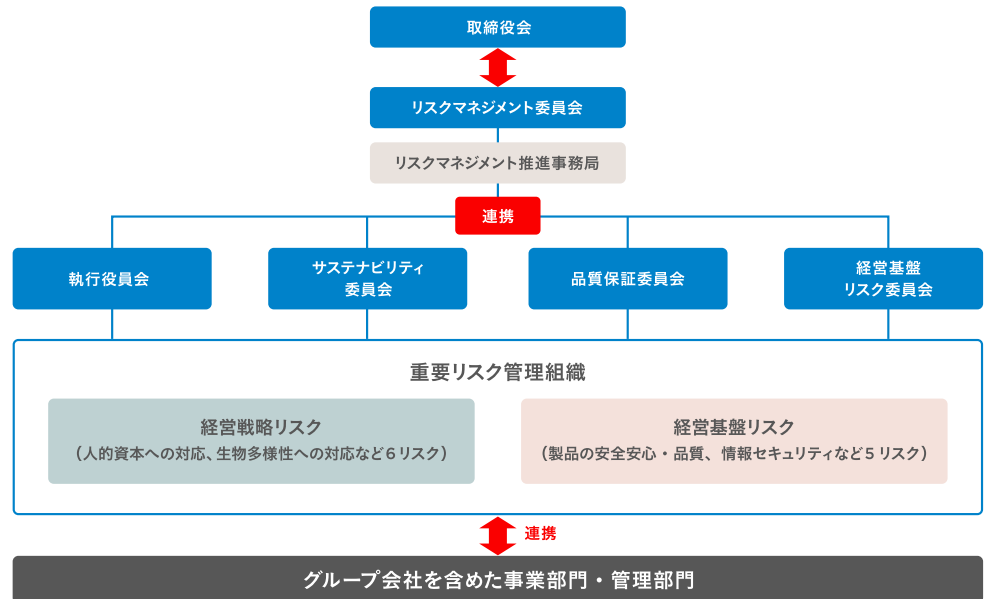 取締役会
リスクマネジメント委員会
リスクマネジメント推進事務局
連携
執行役員会
サステナビリティ
委員会
品質保証委員会
経営基盤
リスク委員会
重要リスク管理組織
経営戦略リスク
（人的資本への対応、生物多様性への対応など６リスク）
経営基盤リスク
（製品の安全安心・品質、情報セキュリティなど５リスク）
連携
グループ会社を含めた事業部門・管理部門